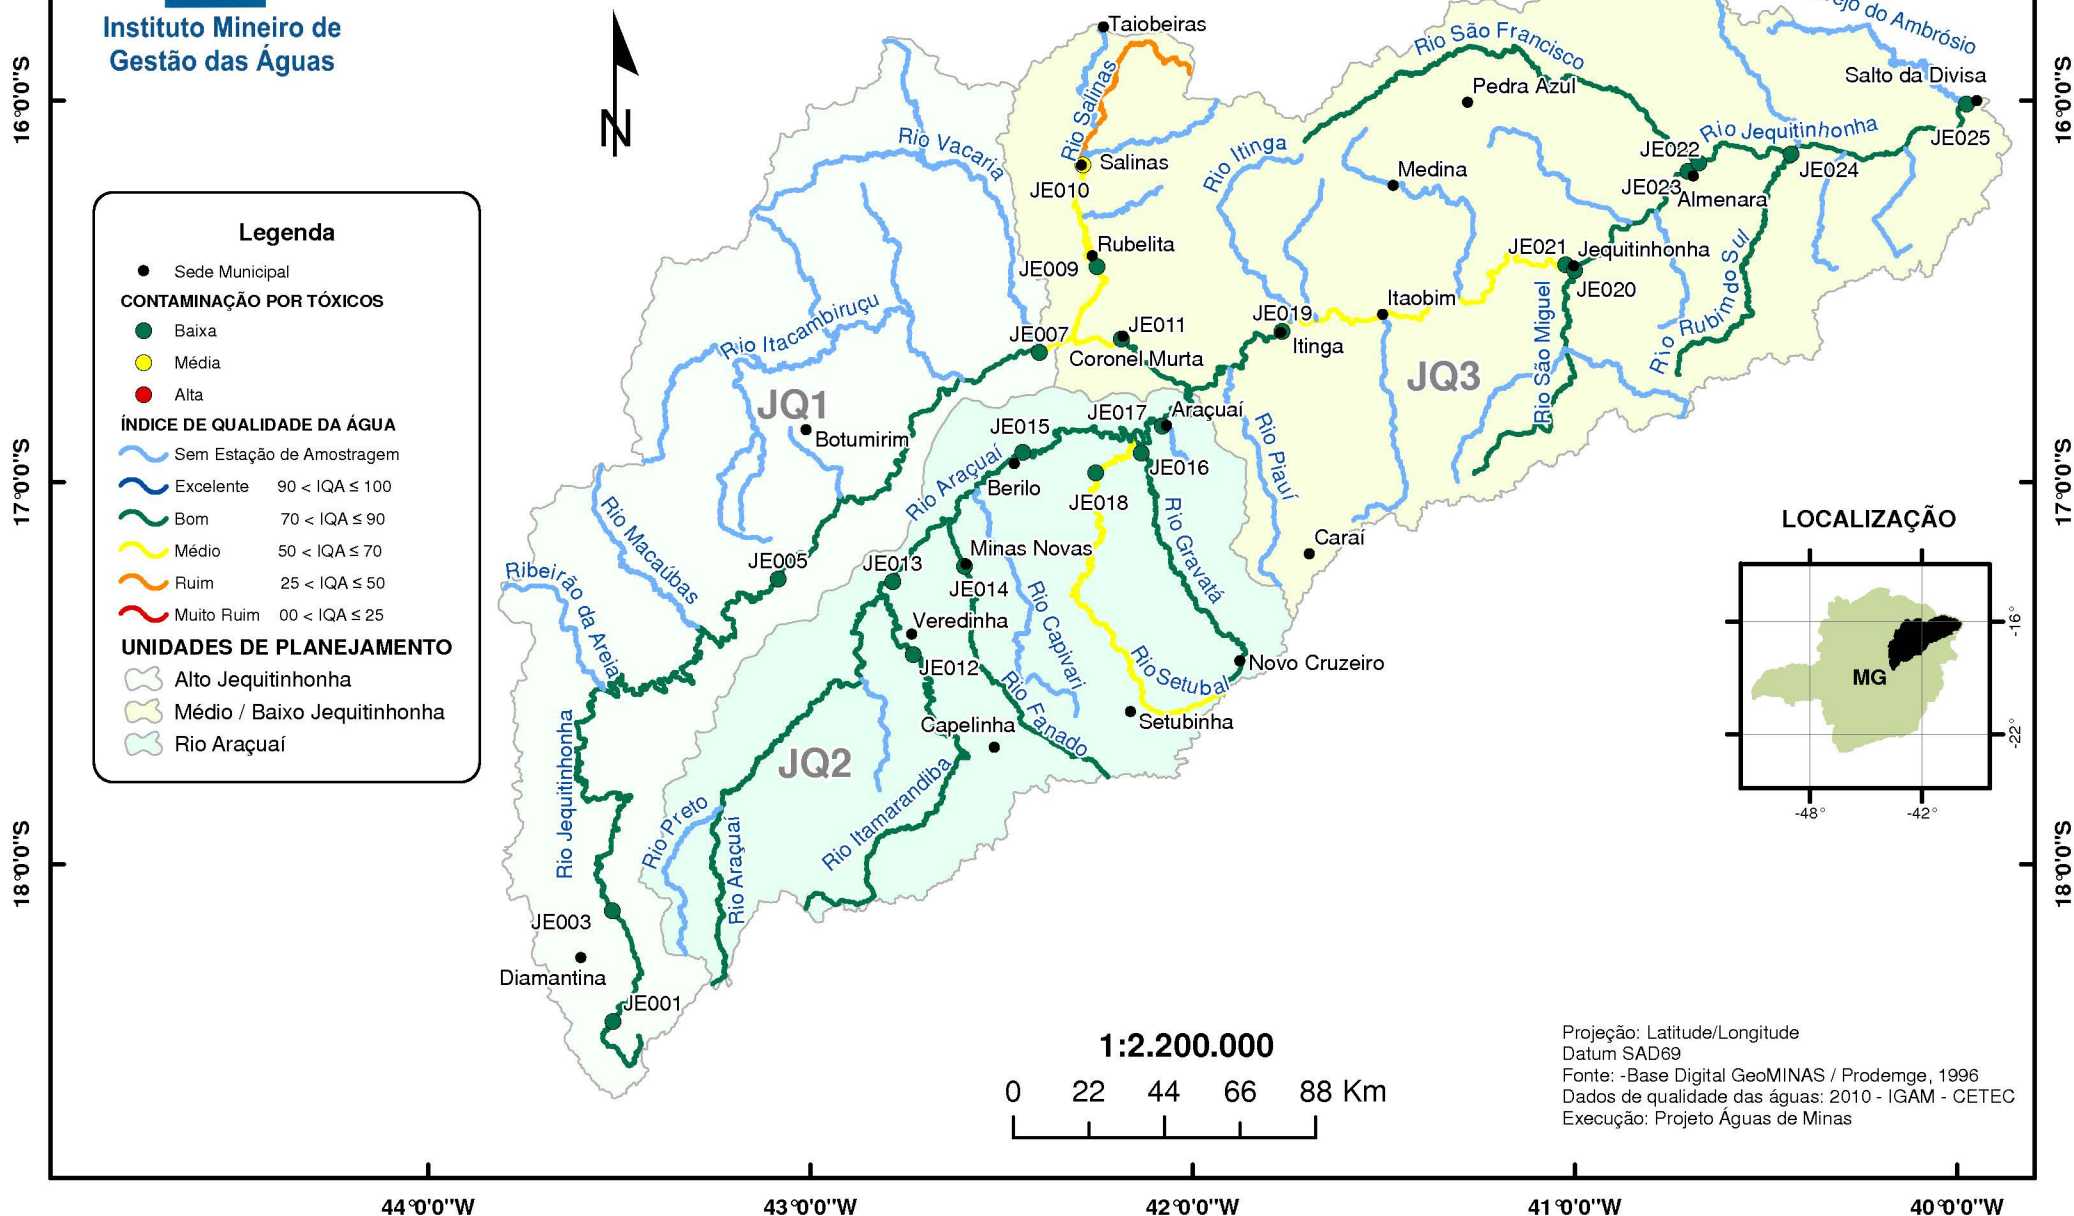 Instituto Mineiro de
Gestão das Águas
N
Legenda
Sede Municipal
CONTAMINAÇÃO POR TÓXICOS
Baixa
Média
Alta
ÍNDICE DE QUALIDADE DA ÁGUA
Sem Estação de Amostragem
Excelente 90 < IQA ≤ 100
Bom 70 < IQA ≤ 90
Médio 50 < IQA ≤ 70
Ruim 25 < IQA ≤ 50
Muito Ruim 00 < IQA ≤ 25
UNIDADES DE PLANEJAMENTO
Alto Jequitinhonha
Médio / Baixo Jequitinhonha
Rio Araçuaí
16°0'0"S
17°0'0"S
18°0'0"S
Taiobeiras
Rio Salinas
Rio São Francisco
do Ambrósio
Salto da Divisa
Pedra Azul
JE025
Rio Jequitinhonha
Rio Vacaria
Salinas
JE010
Rio Itinga
Medina
JE022
JE023
Almenara
JE024
Rubelita
JE009
JE021
Jequitinhonha
JE020
Rio Rubim do Sul
Rio Itacambiruçu
JE007
JE011
Coronel Murta
JE019
Itinga
Itaobim
Rio São Miguel
JQ3
JQ1
Botumirim
JE017
Araçuaí
JE015
Berilo
JE016
JE018
Rio Araçuaí
Rio Piauí
Rio Gravatá
Caraí
Rio Macaúbas
Ribeirão da Areia
JE005
JE013
Minas Novas
JE014
Veredinha
JE012
Rio Capivari
Rio Setubal
Novo Cruzeiro
Setubinha
Rio Fanado
Capelinha
JQ2
Rio Itamarandiba
Rio Preto
Rio Araçuaí
Rio Jequitinhonha
JE003
Diamantina
JE001
LOCALIZAÇÃO
MG
-16°
-22°
-48°
-42°
16°0'0"S
17°0'0"S
18°0'0"S
1:2.200.000
0 22 44 66 88 Km
Projeção: Latitude/Longitude
Datum SAD69
Fonte: -Base Digital GeoMINAS / Prodemge, 1996
Dados de qualidade das águas: 2010 - IGAM - CETEC
Execução: Projeto Águas de Minas
44°0'0"W
43°0'0"W
42°0'0"W
41°0'0"W
40°0'0"W